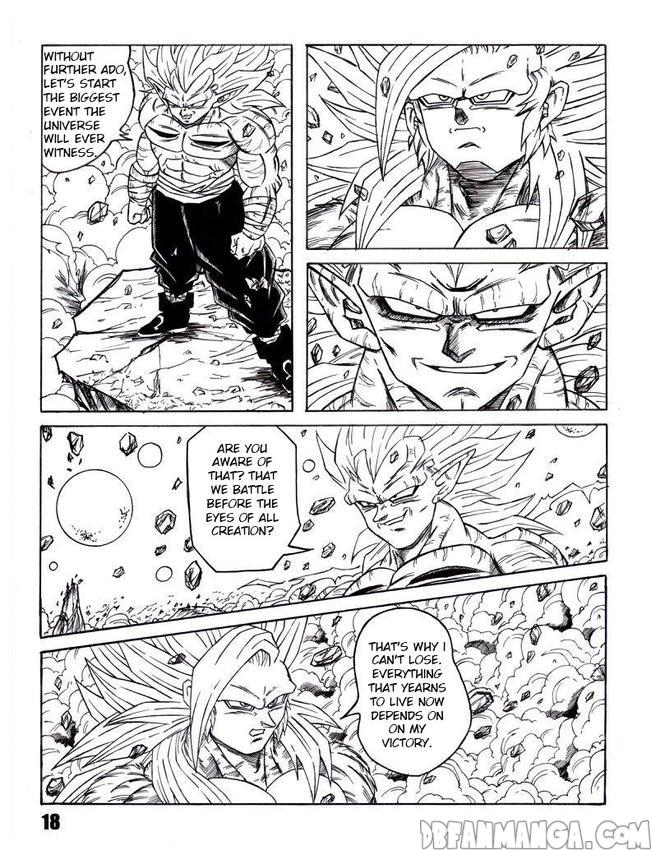 WITHOUT
FURTHER ADO,
LET'S START
THE BIGGEST
EVENT THE
UNIVERSE
WILL EVER
WITNESS.
ARE YOU
AWARE OF
THAT? THAT
WE BATTLE
BEFORE THE
EYES OF ALL
CREATION?
THAT'S WHY I
CAN'T LOSE.
EVERYTHING
THAT YEARNS
TO LIVE NOW
DEPENDS ON
ON MY
VICTORY.
18
DBFANMANGA.COM